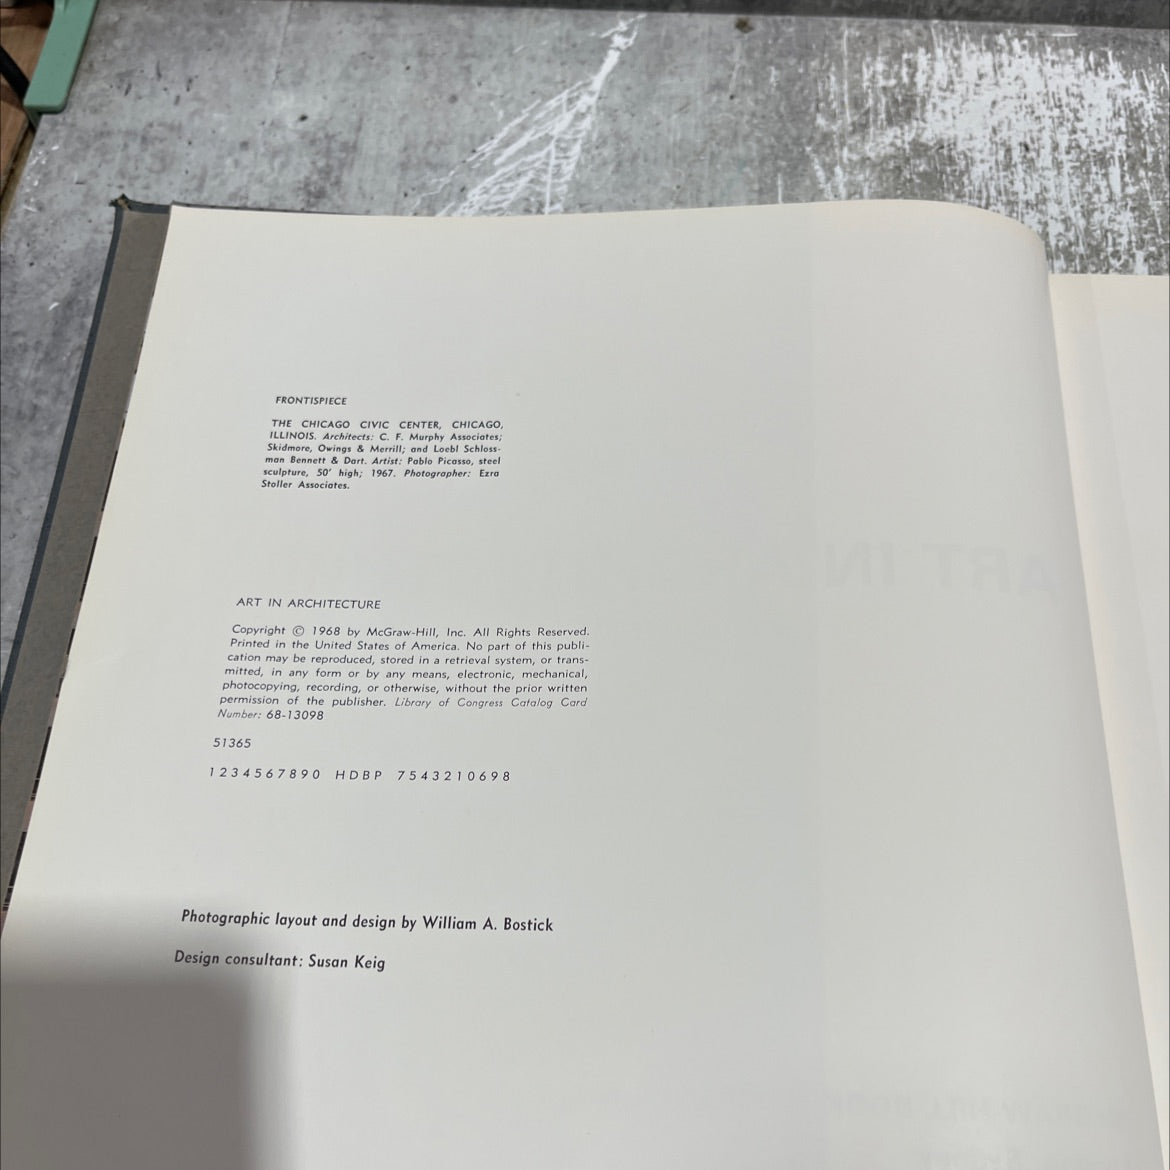 FRONTISPIECE
THE CHICAGO CIVIC CENTER, CHICAGO,
ILLINOIS. Architects: C. F. Murphy Associates;
Skidmore, Owings & Merrill; and Loebl Schloss-
man Bennett & Dart. Artist: Pablo Picasso, steel
sculpture, 50' high; 1967. Photographer: Ezra
Stoller Associates.
ART IN ARCHITECTURE
Copyright © 1968 by McGraw-Hill, Inc. All Rights Reserved.
Printed in the United States of America. No part of this publi-
cation may be reproduced, stored in a retrieval system, or trans-
mitted, in any form or by any means, electronic, mechanical,
photocopying, recording, or otherwise, without the prior written
permission of the publisher. Library of Congress Catalog Card
Number: 68-13098
51365
1234567890 HDBP 7543210698
Photographic layout and design by William A. Bostick
Design consultant: Susan Keig
ART IN